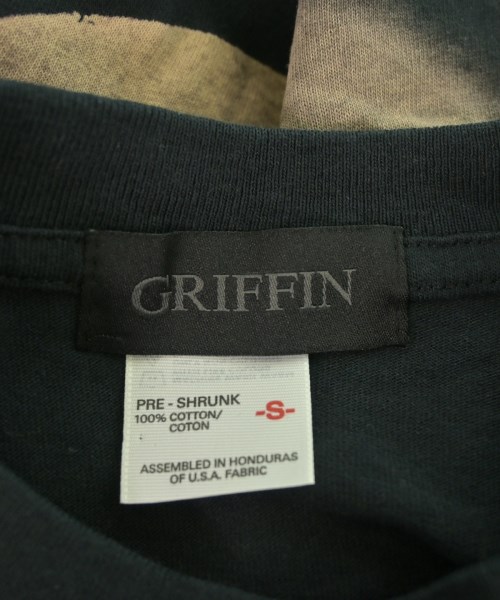 GRIFFIN
PRE - SHRUNK
100% COTTON/
COTON
-S-
ASSEMBLED IN HONDURAS
OF U.S.A. FABRIC